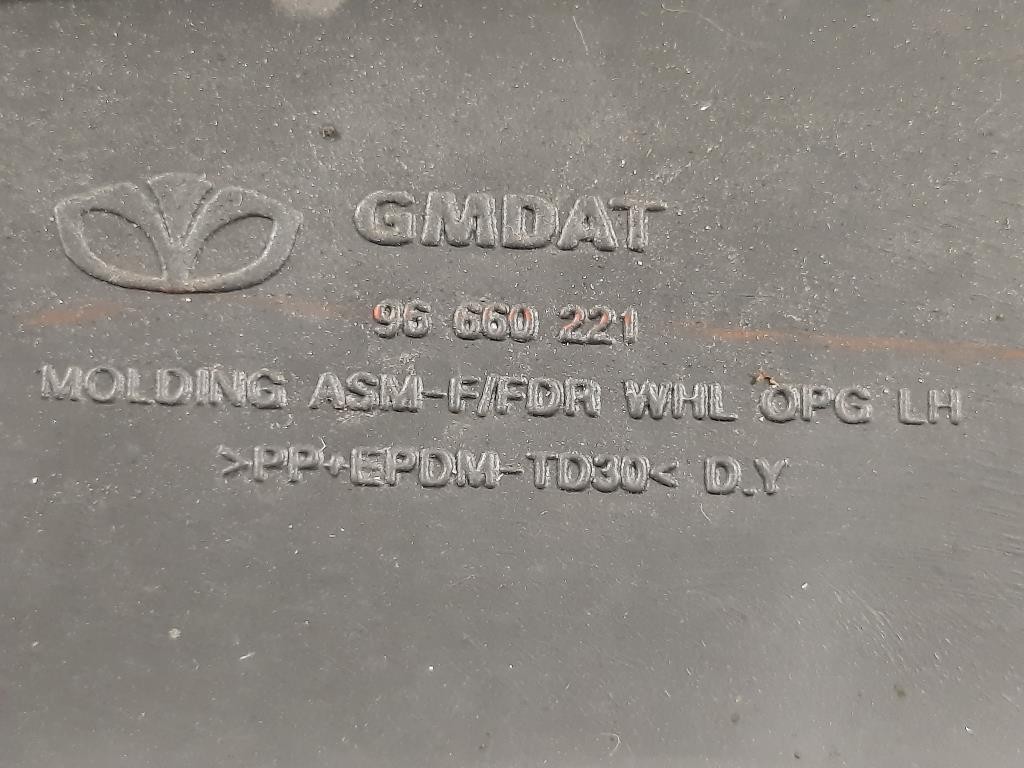 GMDAT
96 660 221
MOLDING ASM-F/FDR WHL OPG LH
>PP+EPDM-TD30< D.Y